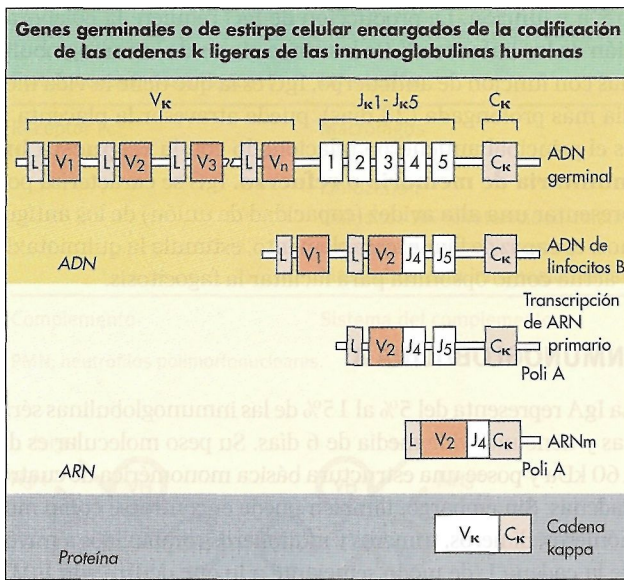 Genes germinales o de estirpe celular encargados de la codificación
de las cadenas k ligeras de las inmunoglobulinas humanas
Vκ Jκ1 - Jκ5 Cκ
L V1 L V2 L V3 L Vn 1 2 3 4 5 Cκ ADN
germinal
L V1 L V2 J4 J5 Cκ ADN de
linfocitos B
ADN
Transcripción
de ARN
L V2 J4 J5 Cκ primario
Poli A
L V2 J4 Cκ ARNm
Poli A
ARN
Vκ Cκ Cadena
kappa
Proteína